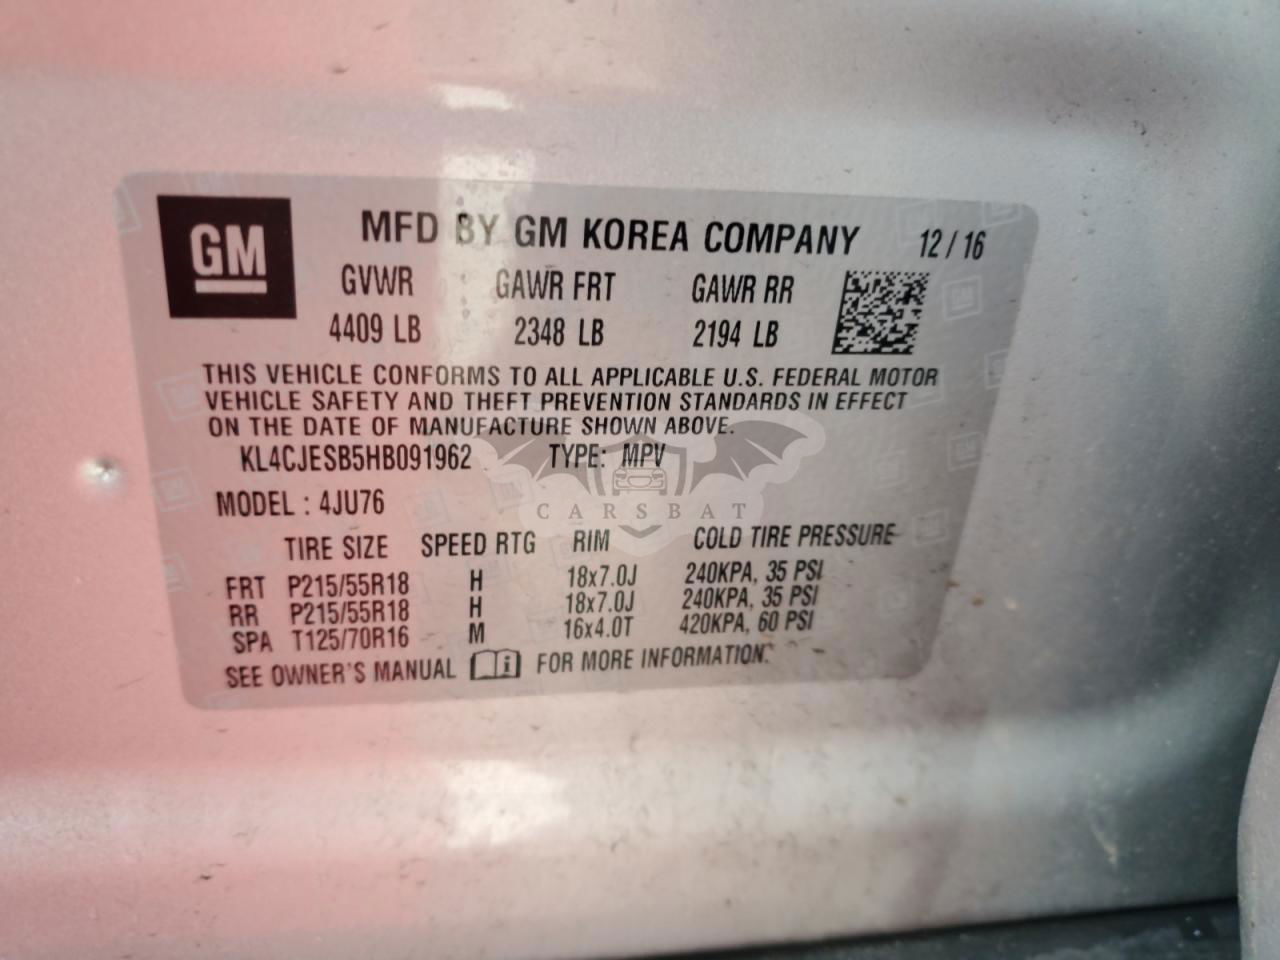 GM
MFD BY GM KOREA COMPANY 12/16
GVWR GAWR FRT GAWR RR
4409 LB 2348 LB 2194 LB
THIS VEHICLE CONFORMS TO ALL APPLICABLE U.S. FEDERAL MOTOR
VEHICLE SAFETY AND THEFT PREVENTION STANDARDS IN EFFECT
ON THE DATE OF MANUFACTURE SHOWN ABOVE.
KL4CJESB5HB091962 TYPE: MPV
MODEL : 4JU76
CARSBAT
TIRE SIZE SPEED RTG RIM COLD TIRE PRESSURE
FRT P215/55R18 H 18x7.0J 240KPA, 35 PSI
RR P215/55R18 H 18x7.0J 240KPA, 35 PSI
SPA T125/70R16 M 16x4.0T 420KPA, 60 PSI
SEE OWNER'S MANUAL FOR MORE INFORMATION.